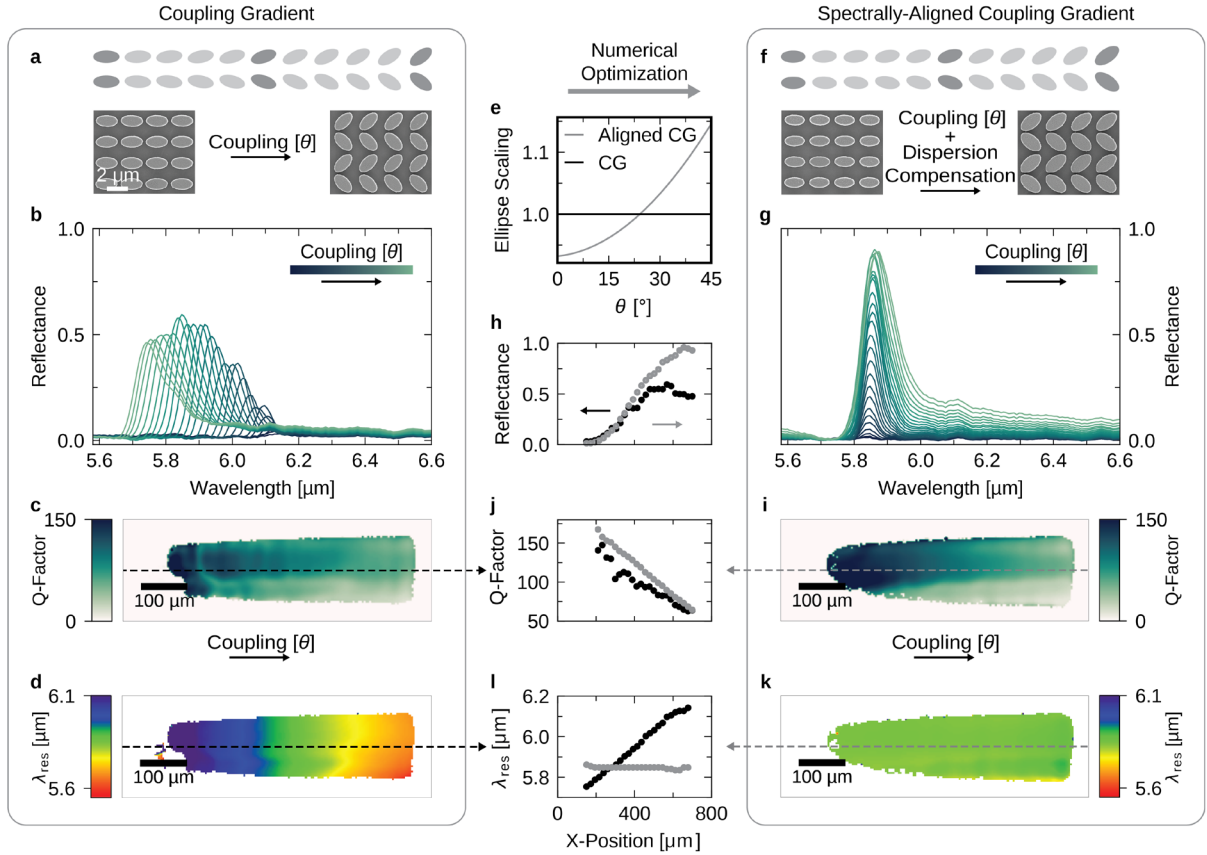 Coupling Gradient
Spectrally-Aligned Coupling Gradient
a
2 µm
Coupling [θ]
b
Coupling [θ]
Reflectance
1.0
0.5
0.0
5.6 5.8 6.0 6.2 6.4 6.6
Wavelength [µm]
c
150
Q-Factor
0
100 µm
Coupling [θ]
d
6.1
λres [µm]
5.6
100 µm
Numerical
Optimization
e
Ellipse Scaling
1.1
1.0
Aligned CG
CG
0 15 30 45
θ [°]
h
Reflectance
1.0
0.5
0.0
j
Q-Factor
150
100
50
l
λres [µm]
6.2
6.0
5.8
0 400 800
X-Position [µm]
f
Coupling [θ]
+
Dispersion
Compensation
g
Coupling [θ]
1.0
0.5
0.0
Reflectance
5.6 5.8 6.0 6.2 6.4 6.6
Wavelength [µm]
i
150
Q-Factor
0
100 µm
Coupling [θ]
k
6.1
λres [µm]
5.6
100 µm